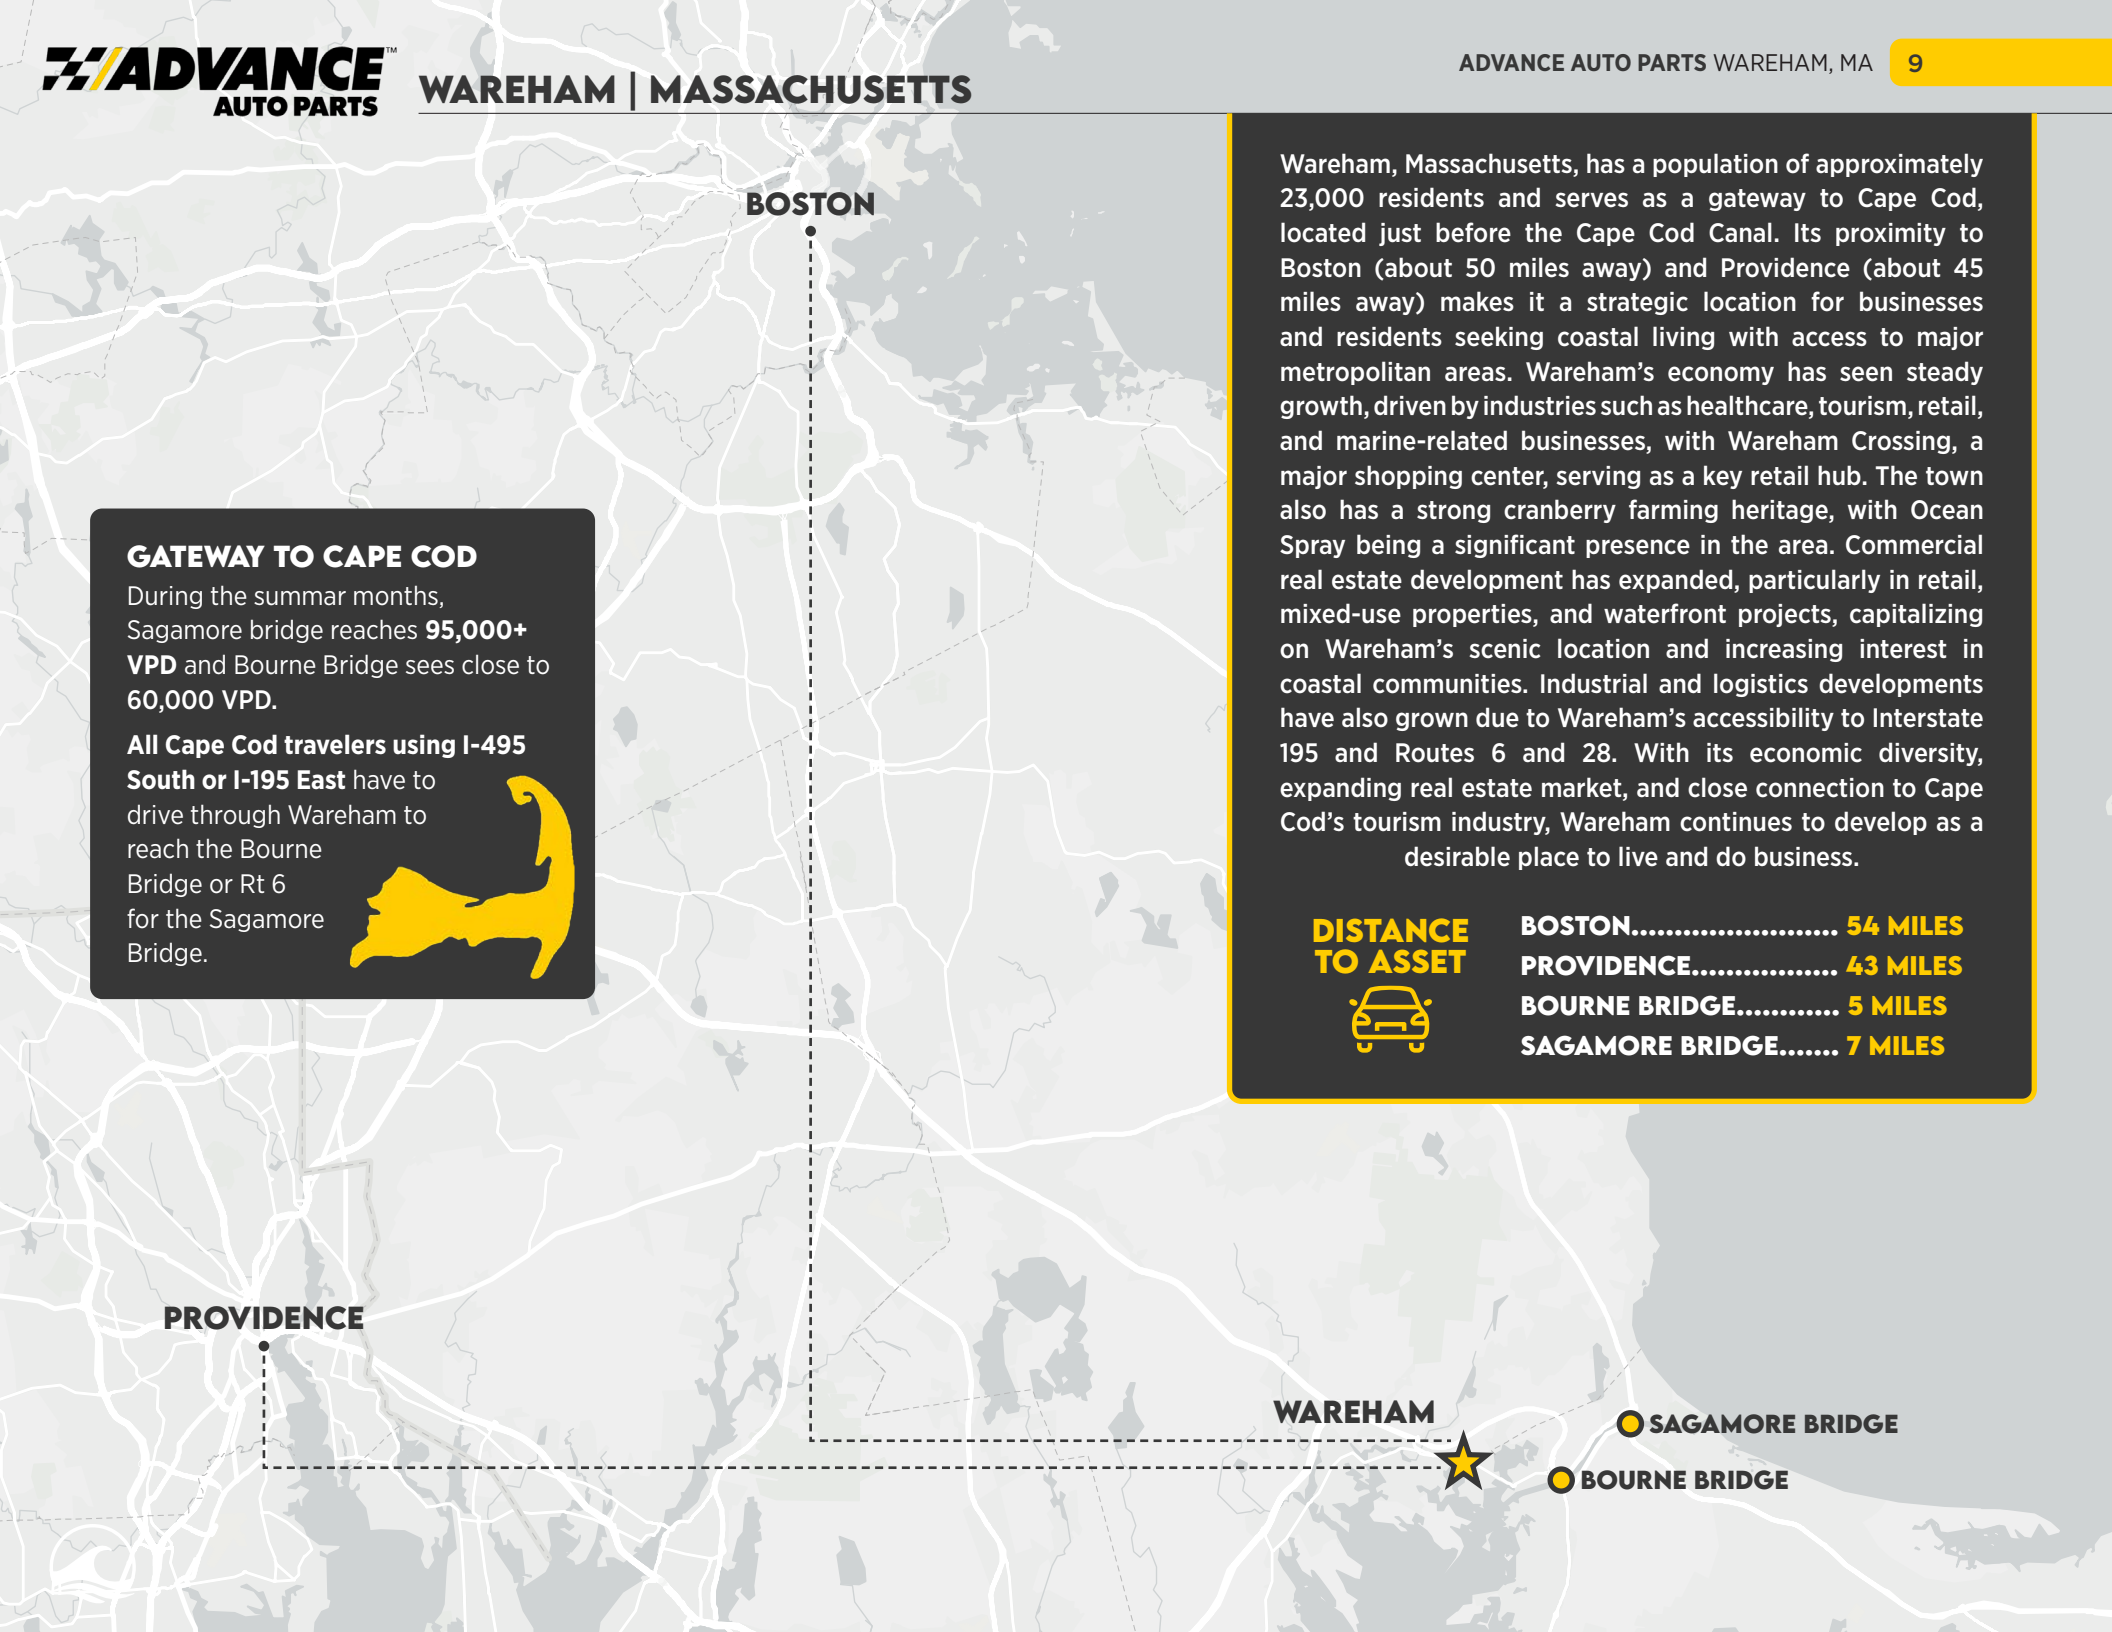 ADVANCE™
AUTO PARTS
WAREHAM | MASSACHUSETTS
ADVANCE AUTO PARTS WAREHAM, MA 9
Wareham, Massachusetts, has a population of approximately
23,000 residents and serves as a gateway to Cape Cod,
located just before the Cape Cod Canal. Its proximity to
Boston (about 50 miles away) and Providence (about 45
miles away) makes it a strategic location for businesses
and residents seeking coastal living with access to major
metropolitan areas. Wareham’s economy has seen steady
growth, driven by industries such as healthcare, tourism, retail,
and marine-related businesses, with Wareham Crossing, a
major shopping center, serving as a key retail hub. The town
also has a strong cranberry farming heritage, with Ocean
Spray being a significant presence in the area. Commercial
real estate development has expanded, particularly in retail,
mixed-use properties, and waterfront projects, capitalizing
on Wareham’s scenic location and increasing interest in
coastal communities. Industrial and logistics developments
have also grown due to Wareham’s accessibility to Interstate
195 and Routes 6 and 28. With its economic diversity,
expanding real estate market, and close connection to Cape
Cod’s tourism industry, Wareham continues to develop as a
desirable place to live and do business.
DISTANCE
TO ASSET
BOSTON........................ 54 MILES
PROVIDENCE................. 43 MILES
BOURNE BRIDGE............ 5 MILES
SAGAMORE BRIDGE....... 7 MILES
BOSTON
GATEWAY TO CAPE COD
During the summar months,
Sagamore bridge reaches 95,000+
VPD and Bourne Bridge sees close to
60,000 VPD.
All Cape Cod travelers using I-495
South or I-195 East have to
drive through Wareham to
reach the Bourne
Bridge or Rt 6
for the Sagamore
Bridge.
PROVIDENCE
WAREHAM
SAGAMORE BRIDGE
BOURNE BRIDGE